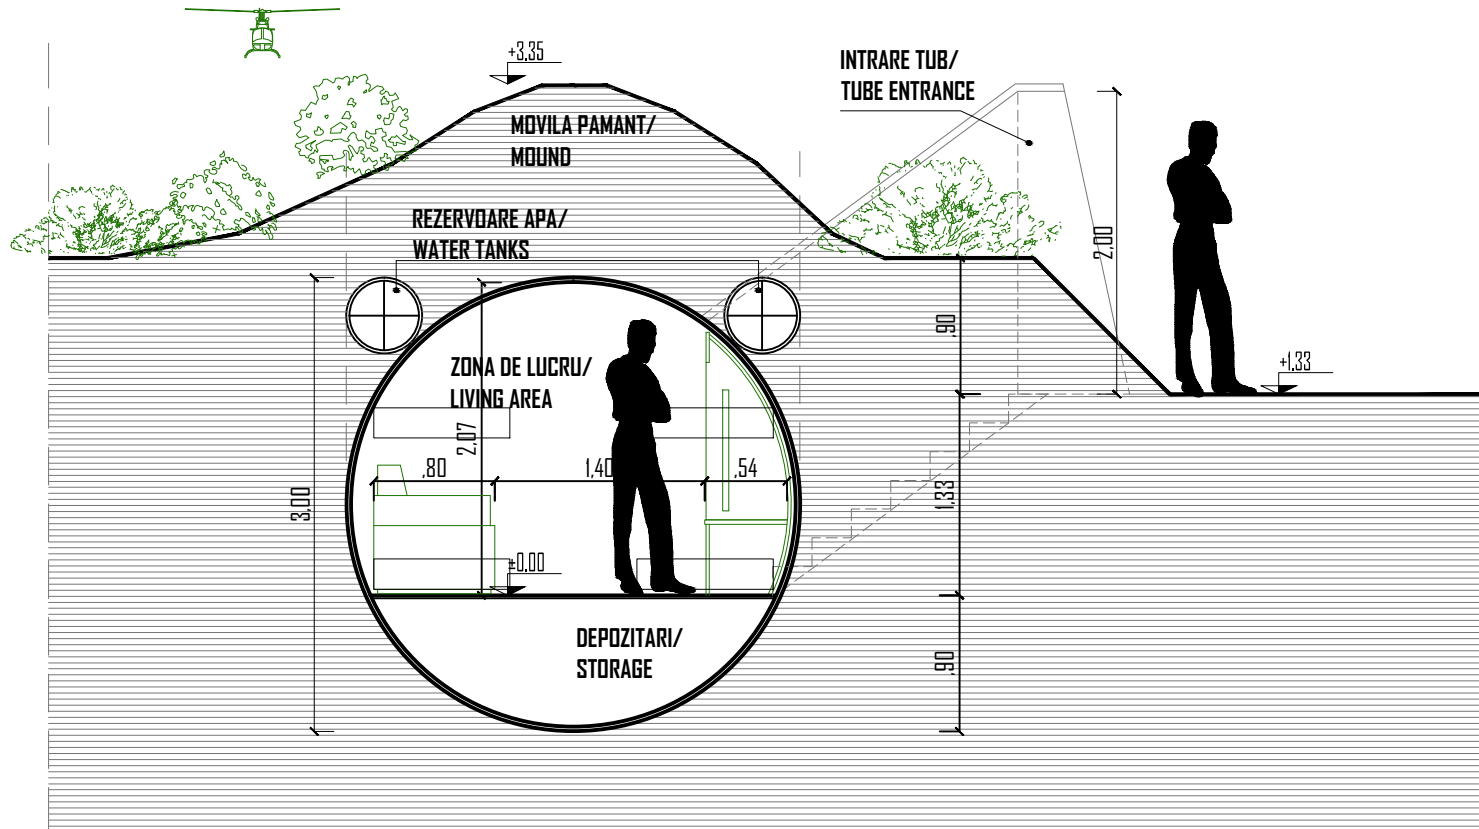 +3,35
INTRARE TUB/
TUBE ENTRANCE
MOVILA PAMANT/
MOUND
REZERVOARE APA/
WATER TANKS
2,00
,90
+1,33
ZONA DE LUCRU/
LIVING AREA
2,07
,80
1,40
,54
3,00
1,33
±0.00
DEPOZITARI/
STORAGE
,90